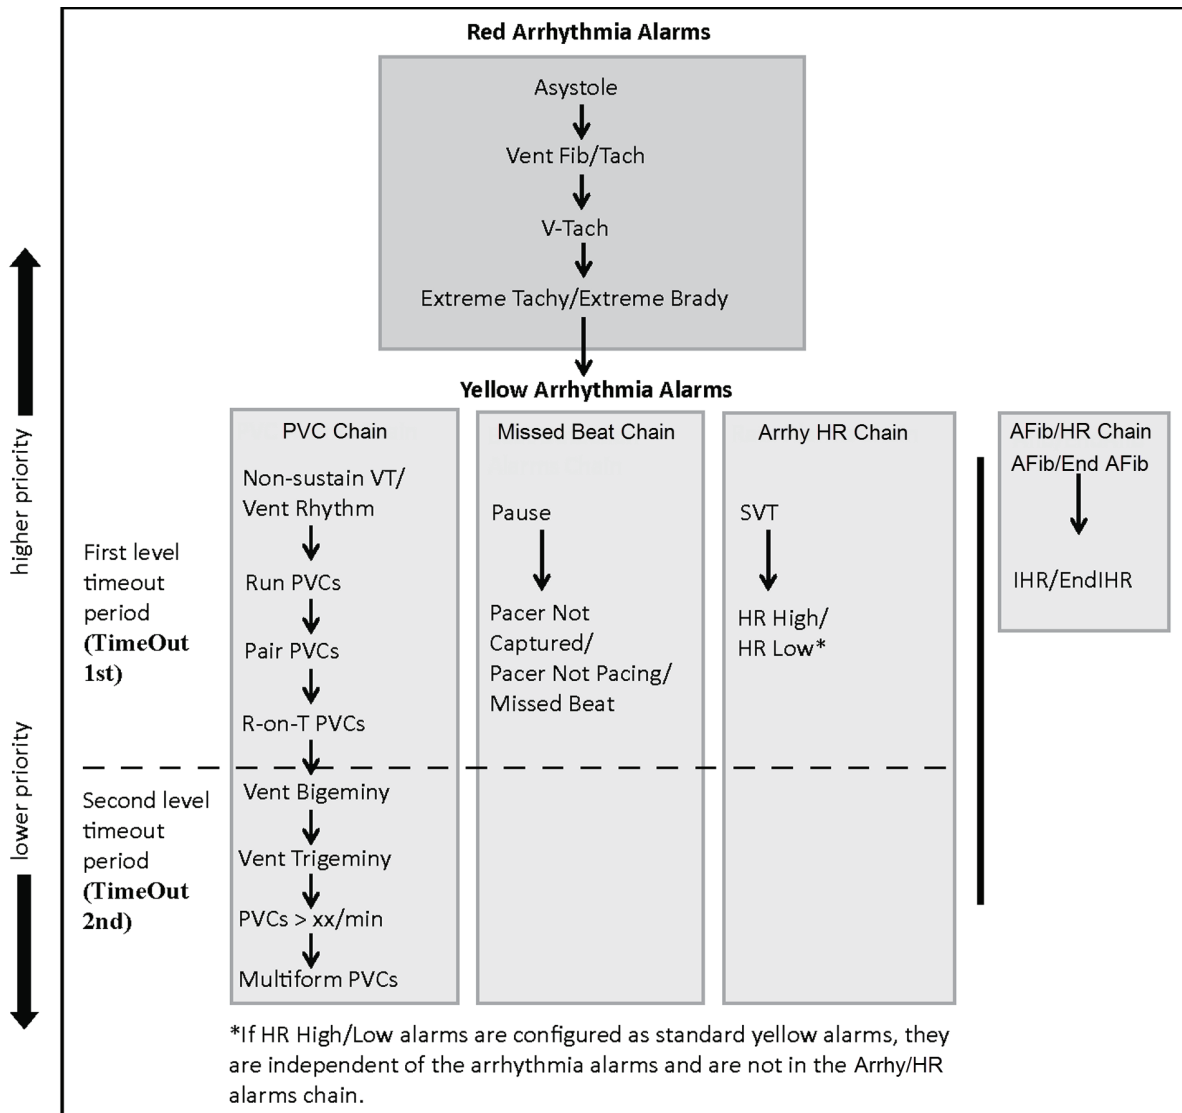 Red Arrhythmia Alarms
Asystole
Vent Fib/Tach
V-Tach
Extreme Tachy/Extreme Brady
Yellow Arrhythmia Alarms
higher priority
lower priority
First level
timeout
period
(TimeOut
1st)
Second level
timeout
period
(TimeOut
2nd)
PVC Chain
Non-sustain VT/
Vent Rhythm
Run PVCs
Pair PVCs
R-on-T PVCs
Vent Bigeminy
Vent Trigeminy
PVCs > xx/min
Multiform PVCs
Missed Beat Chain
Pause
Pacer Not
Captured/
Pacer Not Pacing/
Missed Beat
Arrhy HR Chain
SVT
HR High/
HR Low*
AFib/HR Chain
AFib/End AFib
IHR/EndIHR
*If HR High/Low alarms are configured as standard yellow alarms, they
are independent of the arrhythmia alarms and are not in the Arrhy/HR
alarms chain.